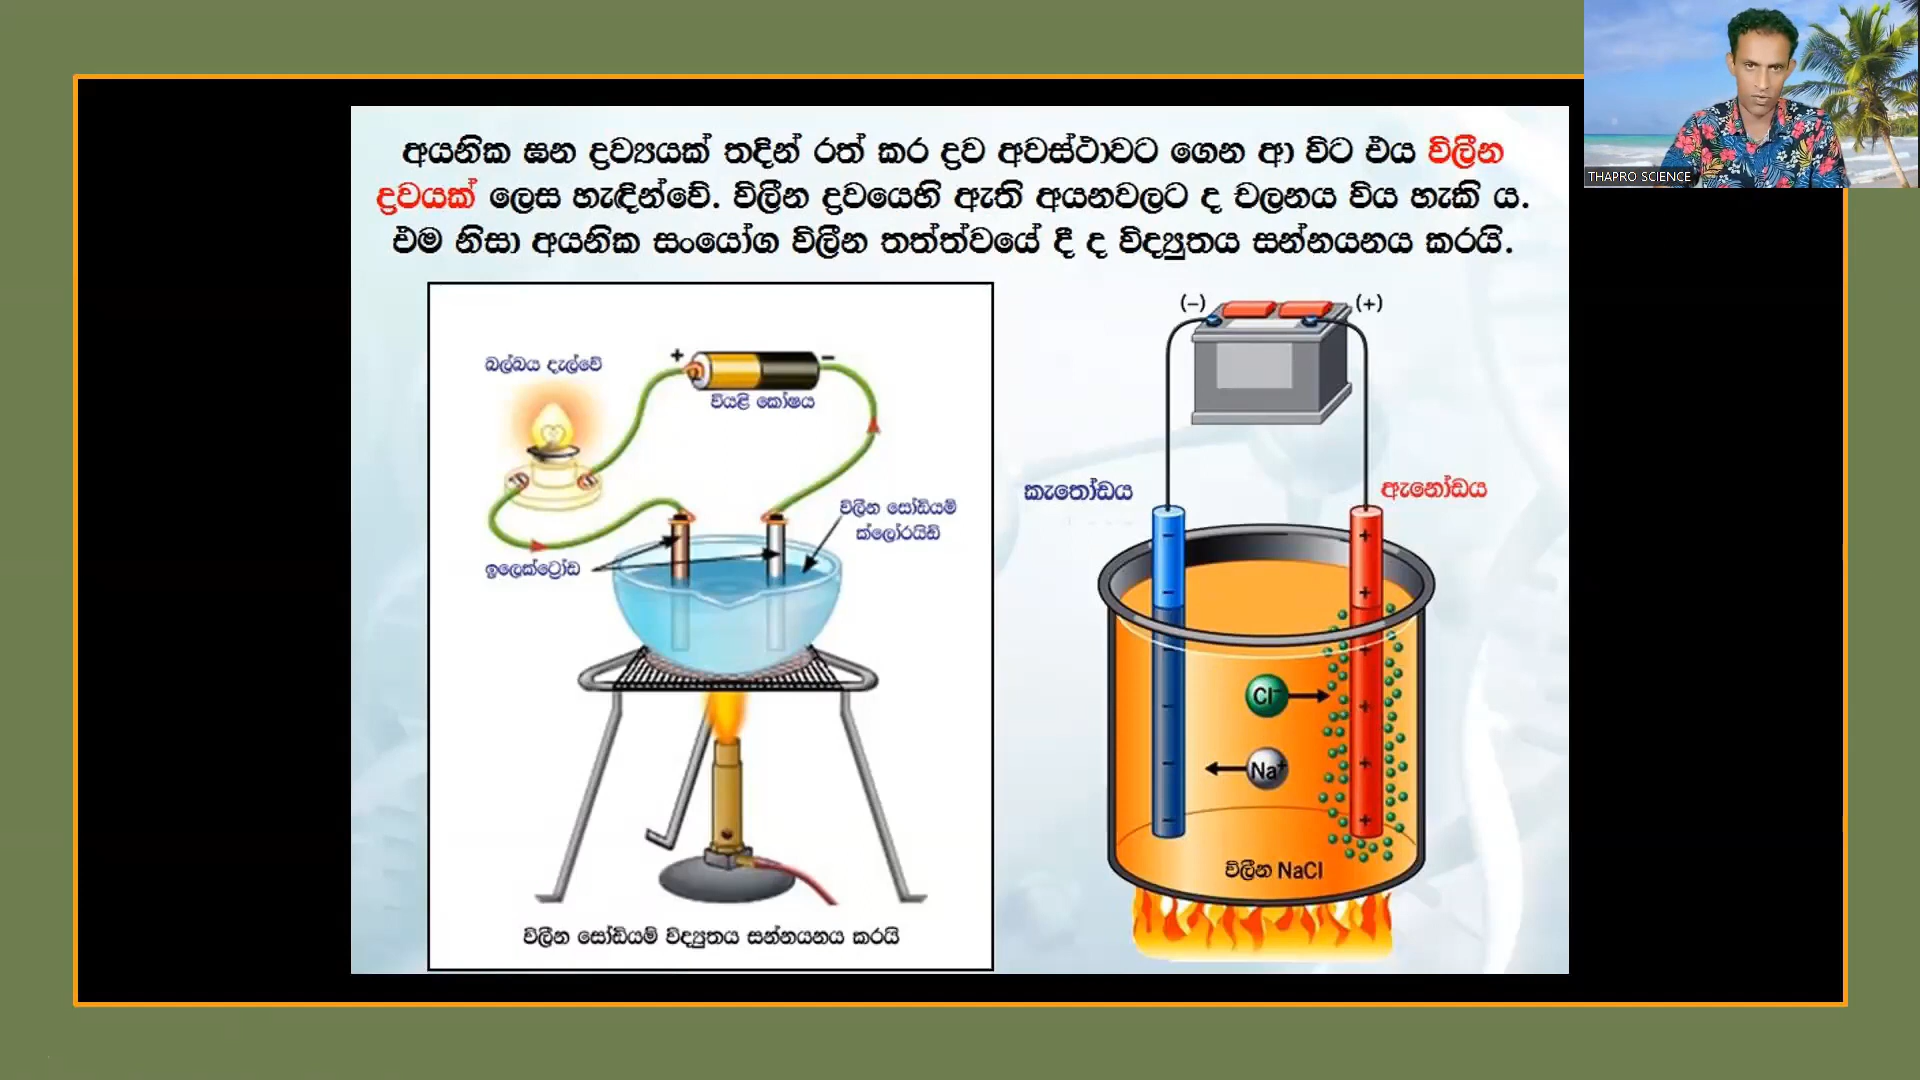 අයනික ඝන ද්‍රව්‍යයක් තදින් රත් කර ද්‍රව අවස්ථාවට ගෙන ආ විට එය විලීන
ද්‍රවයක් ලෙස හැඳින්වේ. විලීන ද්‍රවයෙහි ඇති අයනවලට ද චලනය විය හැකි ය.
එම නිසා අයනික සංයෝග විලීන තත්ත්වයේ දී ද විද්‍යුතය සන්නයනය කරයි.
බල්බය දැල්වේ
+
−
වියළි කෝෂය
විලීන සෝඩියම්
ක්ලෝරයිඩ්
ඉලෙක්ට්‍රෝඩ
විලීන සෝඩියම් විද්‍යුතය සන්නයනය කරයි
(−)
(+)
කැතෝඩය
ඇනෝඩය
Cl⁻
Na⁺
විලීන NaCl
THAPRO SCIENCE